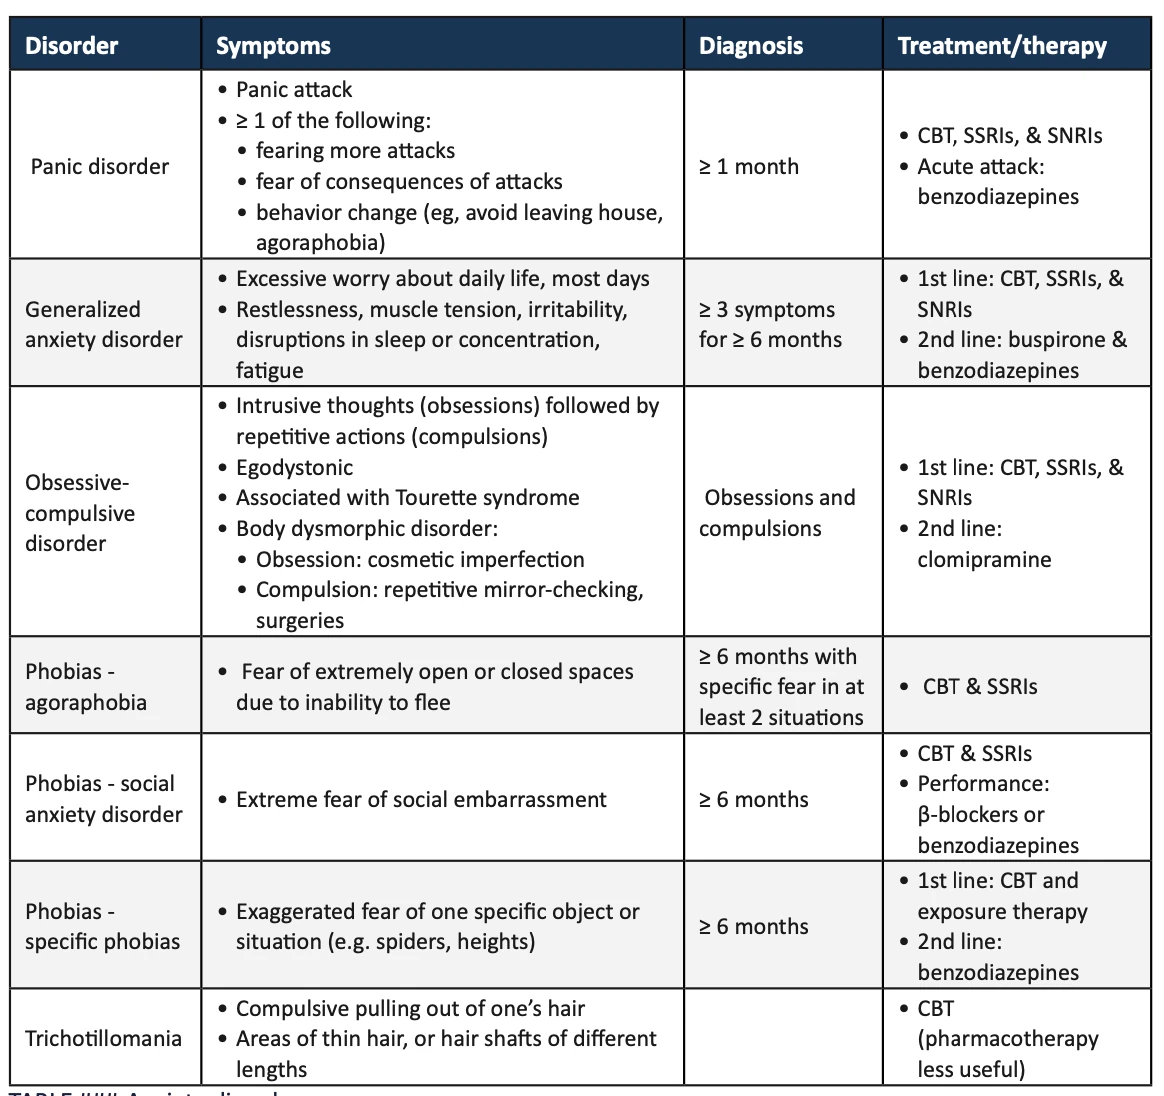 Disorder
Symptoms
Diagnosis
Treatment/therapy
Panic disorder
• Panic attack
• ≥ 1 of the following:
• fearing more attacks
• fear of consequences of attacks
• behavior change (eg, avoid leaving house,
agoraphobia)
≥ 1 month
• CBT, SSRIs, & SNRIs
• Acute attack:
benzodiazepines
Generalized
anxiety disorder
• Excessive worry about daily life, most days
• Restlessness, muscle tension, irritability,
disruptions in sleep or concentration,
fatigue
≥ 3 symptoms
for ≥ 6 months
• 1st line: CBT, SSRIs, &
SNRIs
• 2nd line: buspirone &
benzodiazepines
Obsessive-
compulsive
disorder
• Intrusive thoughts (obsessions) followed by
repetitive actions (compulsions)
• Egodystonic
• Associated with Tourette syndrome
• Body dysmorphic disorder:
• Obsession: cosmetic imperfection
• Compulsion: repetitive mirror-checking,
surgeries
Obsessions and
compulsions
• 1st line: CBT, SSRIs, &
SNRIs
• 2nd line:
clomipramine
Phobias -
agoraphobia
• Fear of extremely open or closed spaces
due to inability to flee
≥ 6 months with
specific fear in at
least 2 situations
• CBT & SSRIs
Phobias - social
anxiety disorder
• Extreme fear of social embarrassment
≥ 6 months
• CBT & SSRIs
• Performance:
β-blockers or
benzodiazepines
Phobias -
specific phobias
• Exaggerated fear of one specific object or
situation (e.g. spiders, heights)
≥ 6 months
• 1st line: CBT and
exposure therapy
• 2nd line:
benzodiazepines
Trichotillomania
• Compulsive pulling out of one's hair
• Areas of thin hair, or hair shafts of different
lengths
• CBT
(pharmacotherapy
less useful)